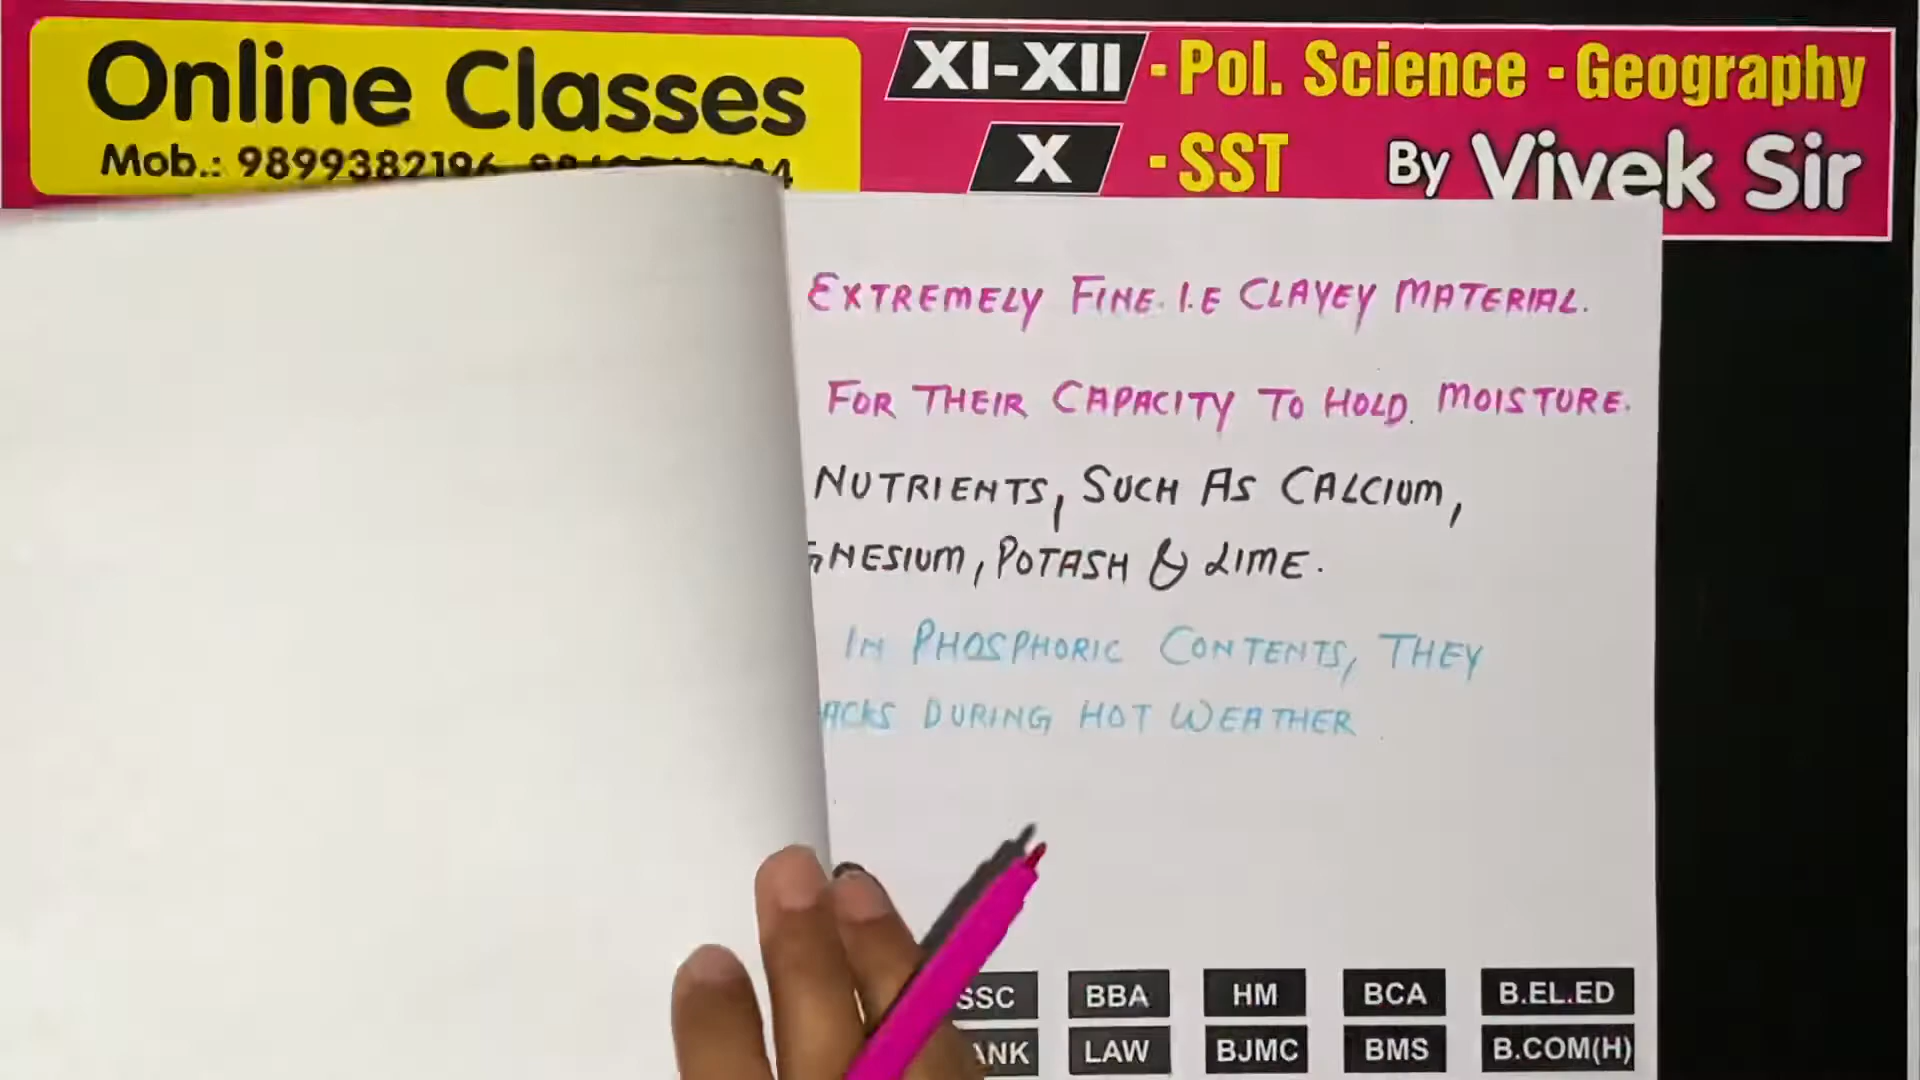 Online Classes
Mob.: 9899382196
XI-XII - Pol. Science - Geography
X - SST By Vivek Sir
EXTREMELY FINE. I.E CLAYEY MATERIAL.
FOR THEIR CAPACITY TO HOLD MOISTURE.
NUTRIENTS, SUCH AS CALCIUM,
GNESIUM, POTASH & LIME.
IN PHOSPHORIC CONTENTS, THEY
ACKS DURING HOT WEATHER
SSC BBA HM BCA B.EL.ED
ANK LAW BJMC BMS B.COM(H)